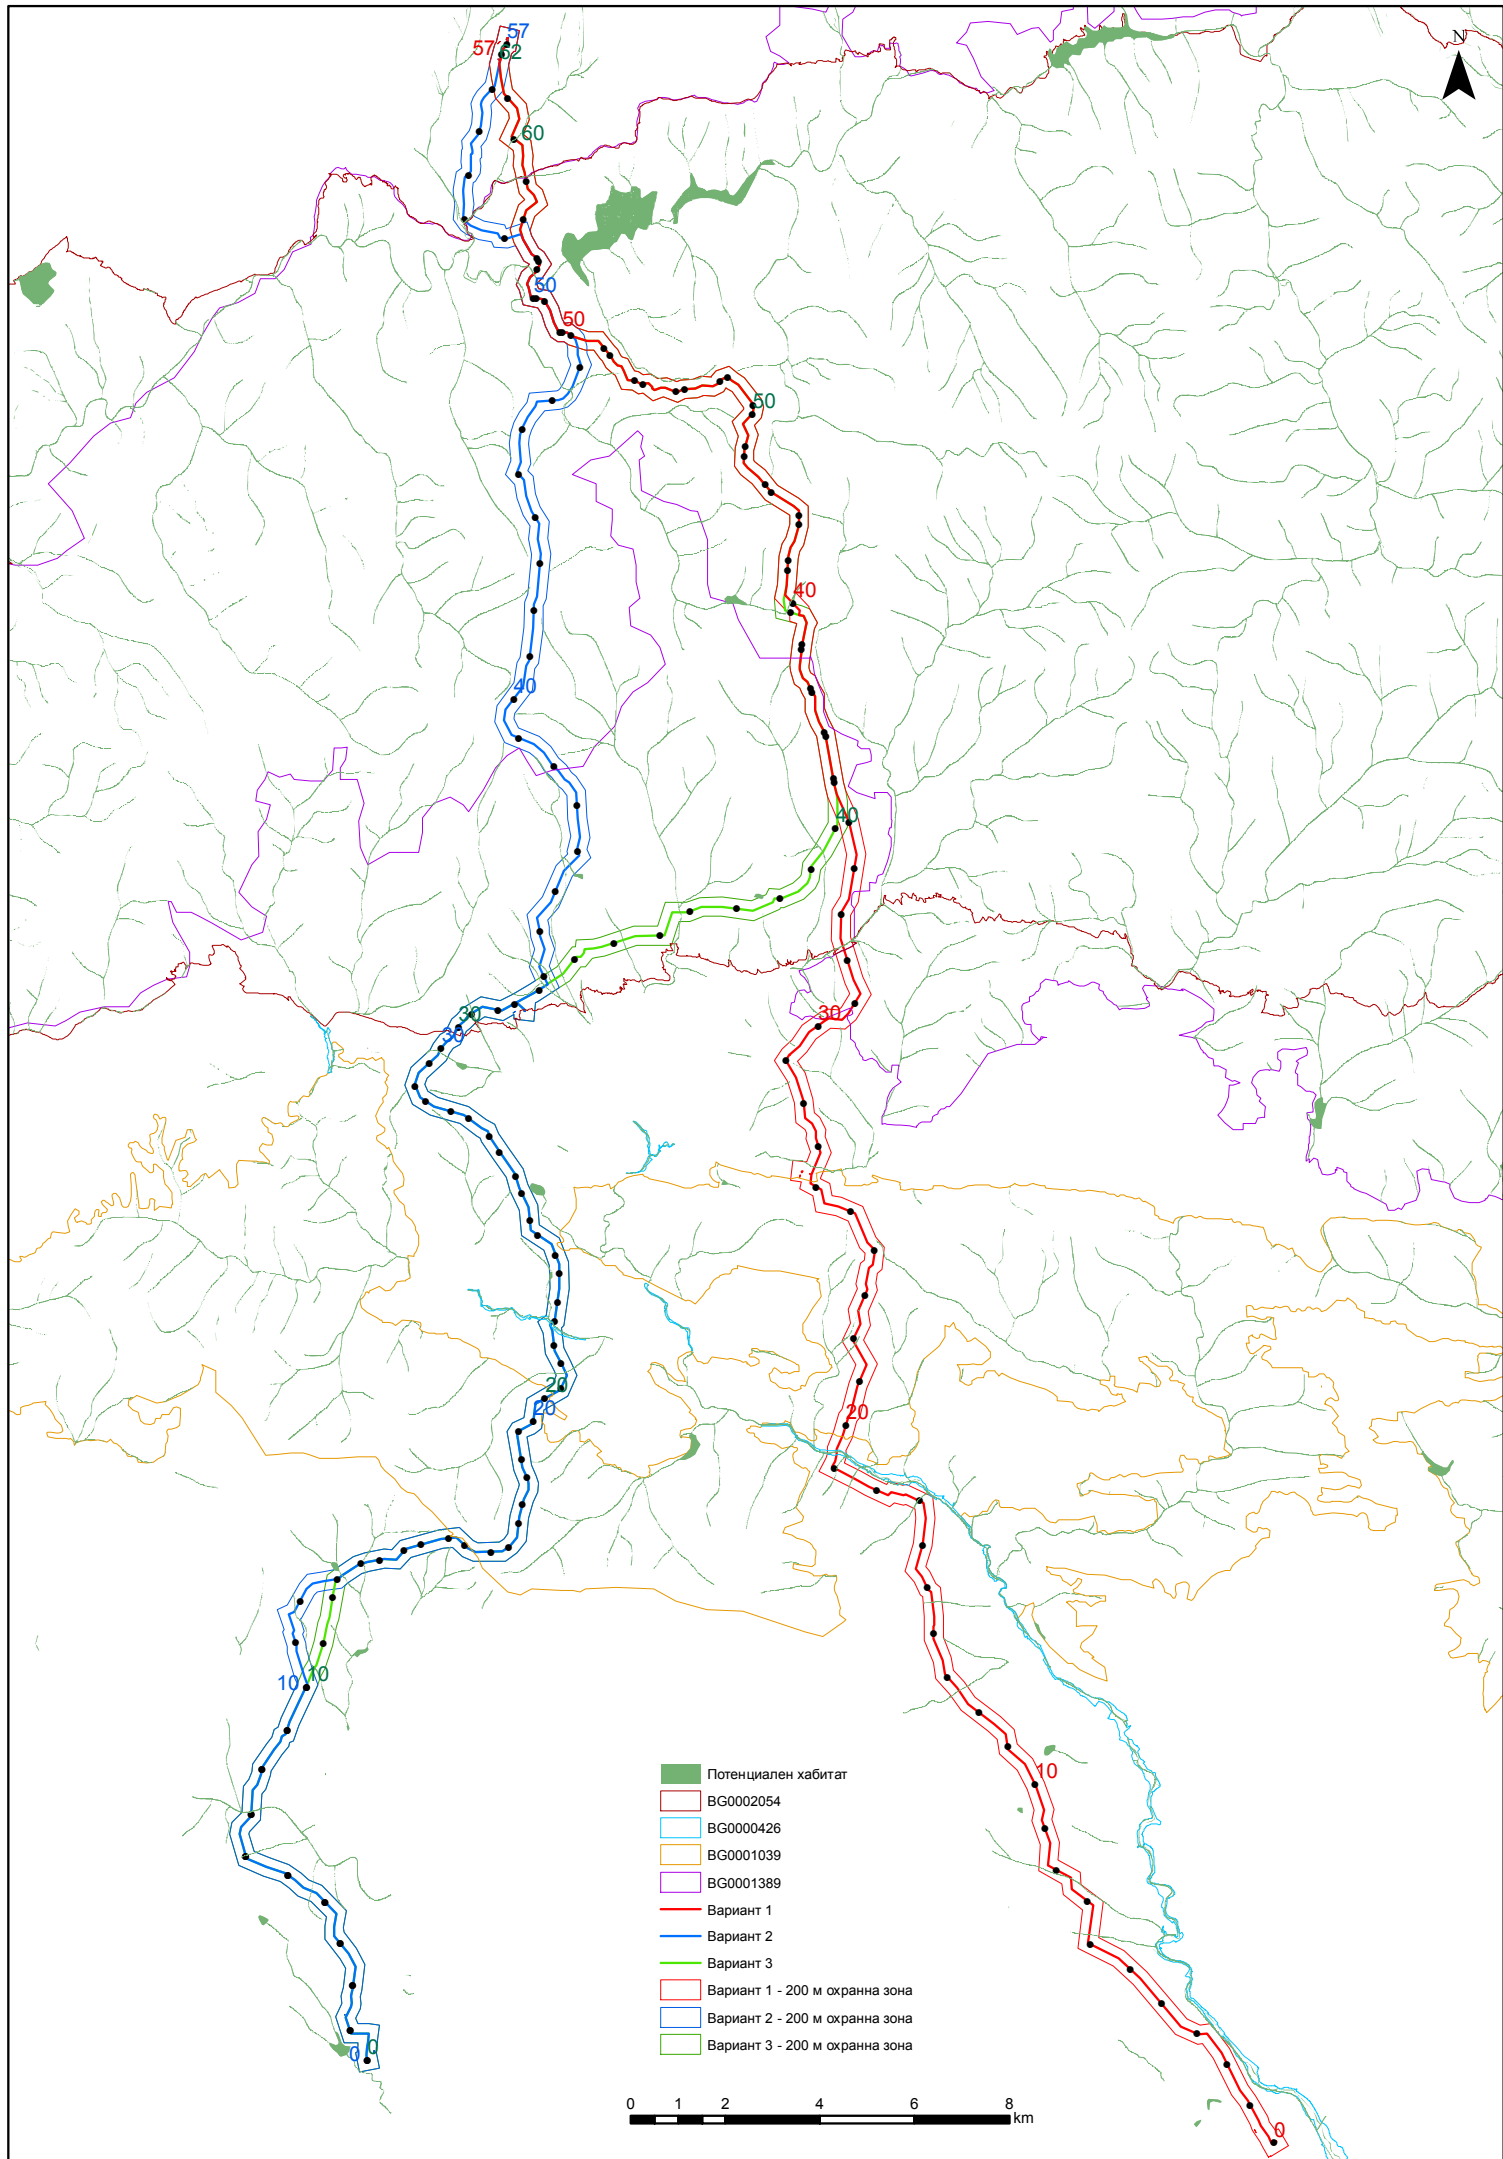 57
57
62
N
60
50
50
50
40
40
40
30
30
30
20
20
20
10
10
10
0
0
0
Потенциален хабитат
BG0002054
BG0000426
BG0001039
BG0001389
Вариант 1
Вариант 2
Вариант 3
Вариант 1 - 200 м охранна зона
Вариант 2 - 200 м охранна зона
Вариант 3 - 200 м охранна зона
0 1 2 4 6 8
km